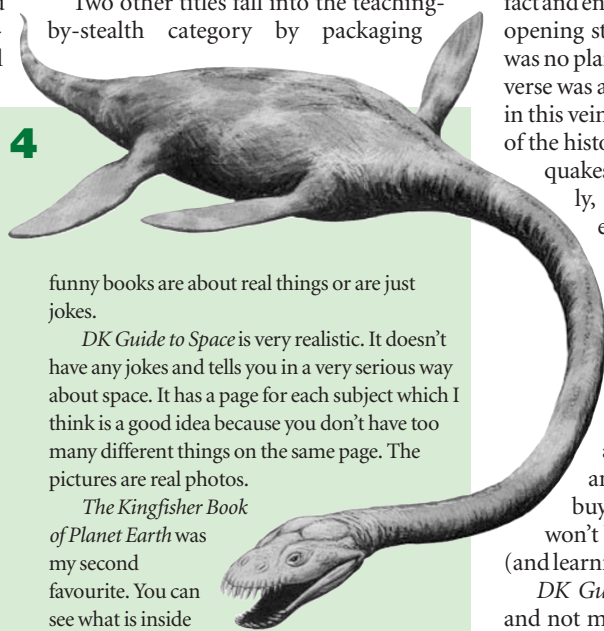 Two other titles fall into the teaching-
by-stealth category by packaging
4
funny books are about real things or are just
jokes.
DK Guide to Space is very realistic. It doesn’t
have any jokes and tells you in a very serious way
about space. It has a page for each subject which I
think is a good idea because you don’t have too
many different things on the same page. The
pictures are real photos.
The Kingfisher Book
of Planet Earth was
my second
favourite. You can
see what is inside
fact and en
opening st
was no pla
verse was a
in this vein
of the histo
quakes
ly,
e
a
an
buy
won’t
(and learni
DK Gu
and not m